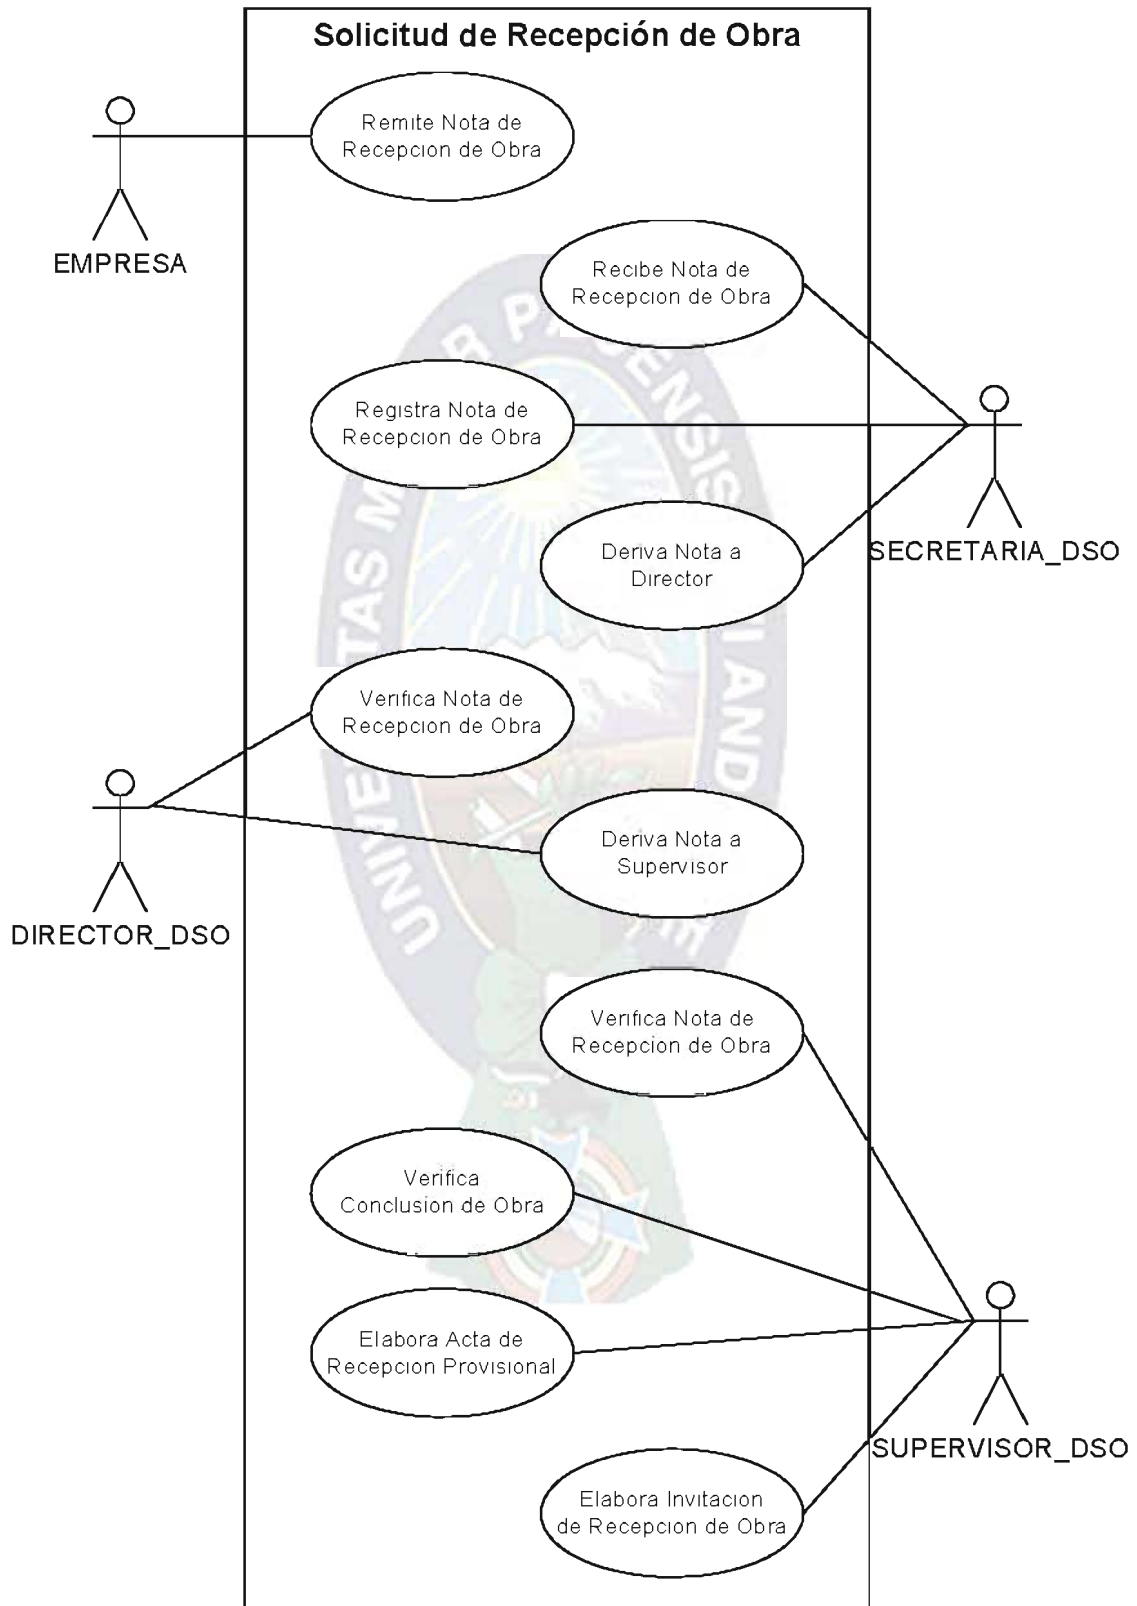 Solicitud de Recepción de Obra
Remite Nota de
Recepcion de Obra
EMPRESA
Recibe Nota de
Recepcion de Obra
Registra Nota de
Recepcion de Obra
Deriva Nota a
Director
SECRETARIA_DSO
Verifica Nota de
Recepcion de Obra
Deriva Nota a
Supervisor
DIRECTOR_DSO
Verifica Nota de
Recepcion de Obra
Verifica
Conclusion de Obra
Elabora Acta de
Recepcion Provisional
SUPERVISOR_DSO
Elabora Invitacion
de Recepcion de Obra